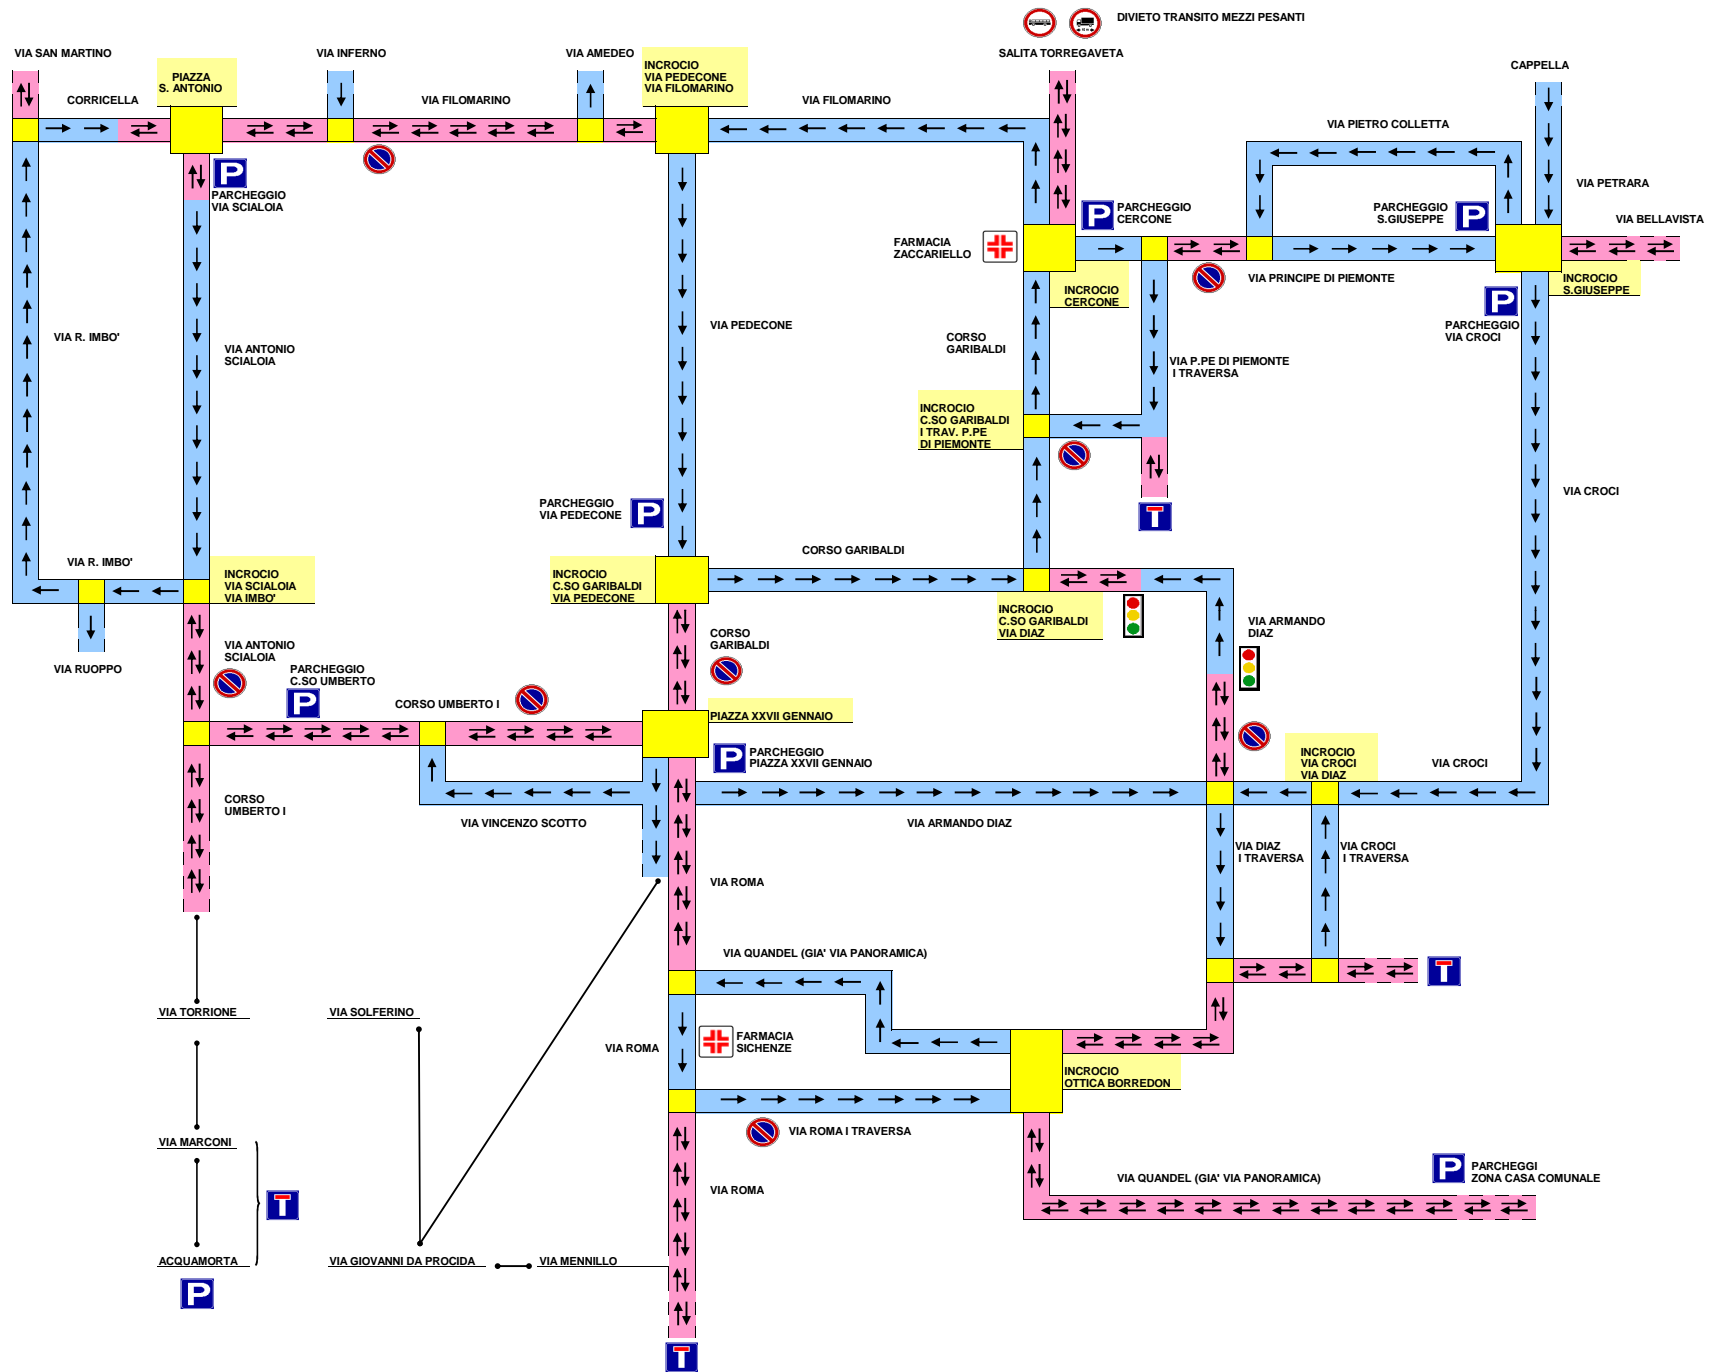 DIVIETO TRANSITO MEZZI PESANTI
VIA SAN MARTINO
VIA INFERNO
VIA AMEDEO
SALITA TORREGAVETA
CAPPELLA
INCROCIO
VIA PEDECONE
VIA FILOMARINO
PIAZZA
S. ANTONIO
CORRICELLA
VIA FILOMARINO
VIA FILOMARINO
VIA PIETRO COLLETTA
P
PARCHEGGIO
VIA SCIALOIA
VIA PETRARA
P
PARCHEGGIO
CERCONE
PARCHEGGIO
S.GIUSEPPE
P
VIA BELLAVISTA
FARMACIA
ZACCARIELLO
VIA PRINCIPE DI PIEMONTE
INCROCIO
S.GIUSEPPE
INCROCIO
CERCONE
P
PARCHEGGIO
VIA CROCI
VIA R. IMBO'
VIA ANTONIO
SCIALOIA
VIA PEDECONE
CORSO
GARIBALDI
VIA P.PE DI PIEMONTE
I TRAVERSA
INCROCIO
C.SO GARIBALDI
I TRAV. P.PE
DI PIEMONTE
VIA CROCI
PARCHEGGIO
VIA PEDECONE
P
CORSO GARIBALDI
VIA R. IMBO'
INCROCIO
VIA SCIALOIA
VIA IMBO'
INCROCIO
C.SO GARIBALDI
VIA PEDECONE
INCROCIO
C.SO GARIBALDI
VIA DIAZ
VIA ARMANDO
DIAZ
VIA RUOPPO
VIA ANTONIO
SCIALOIA
CORSO
GARIBALDI
PARCHEGGIO
C.SO UMBERTO
P
CORSO UMBERTO I
PIAZZA XXVII GENNAIO
P
PARCHEGGIO
PIAZZA XXVII GENNAIO
INCROCIO
VIA CROCI
VIA DIAZ
VIA CROCI
CORSO
UMBERTO I
VIA VINCENZO SCOTTO
VIA ARMANDO DIAZ
VIA DIAZ
I TRAVERSA
VIA CROCI
I TRAVERSA
VIA ROMA
VIA QUANDEL (GIA' VIA PANORAMICA)
VIA TORRIONE
VIA SOLFERINO
VIA ROMA
FARMACIA
SICHENZE
INCROCIO
OTTICA BORREDON
VIA ROMA I TRAVERSA
VIA MARCONI
VIA ROMA
VIA QUANDEL (GIA' VIA PANORAMICA)
P
PARCHEGGI
ZONA CASA COMUNALE
ACQUAMORTA
VIA GIOVANNI DA PROCIDA
VIA MENNILLO
P